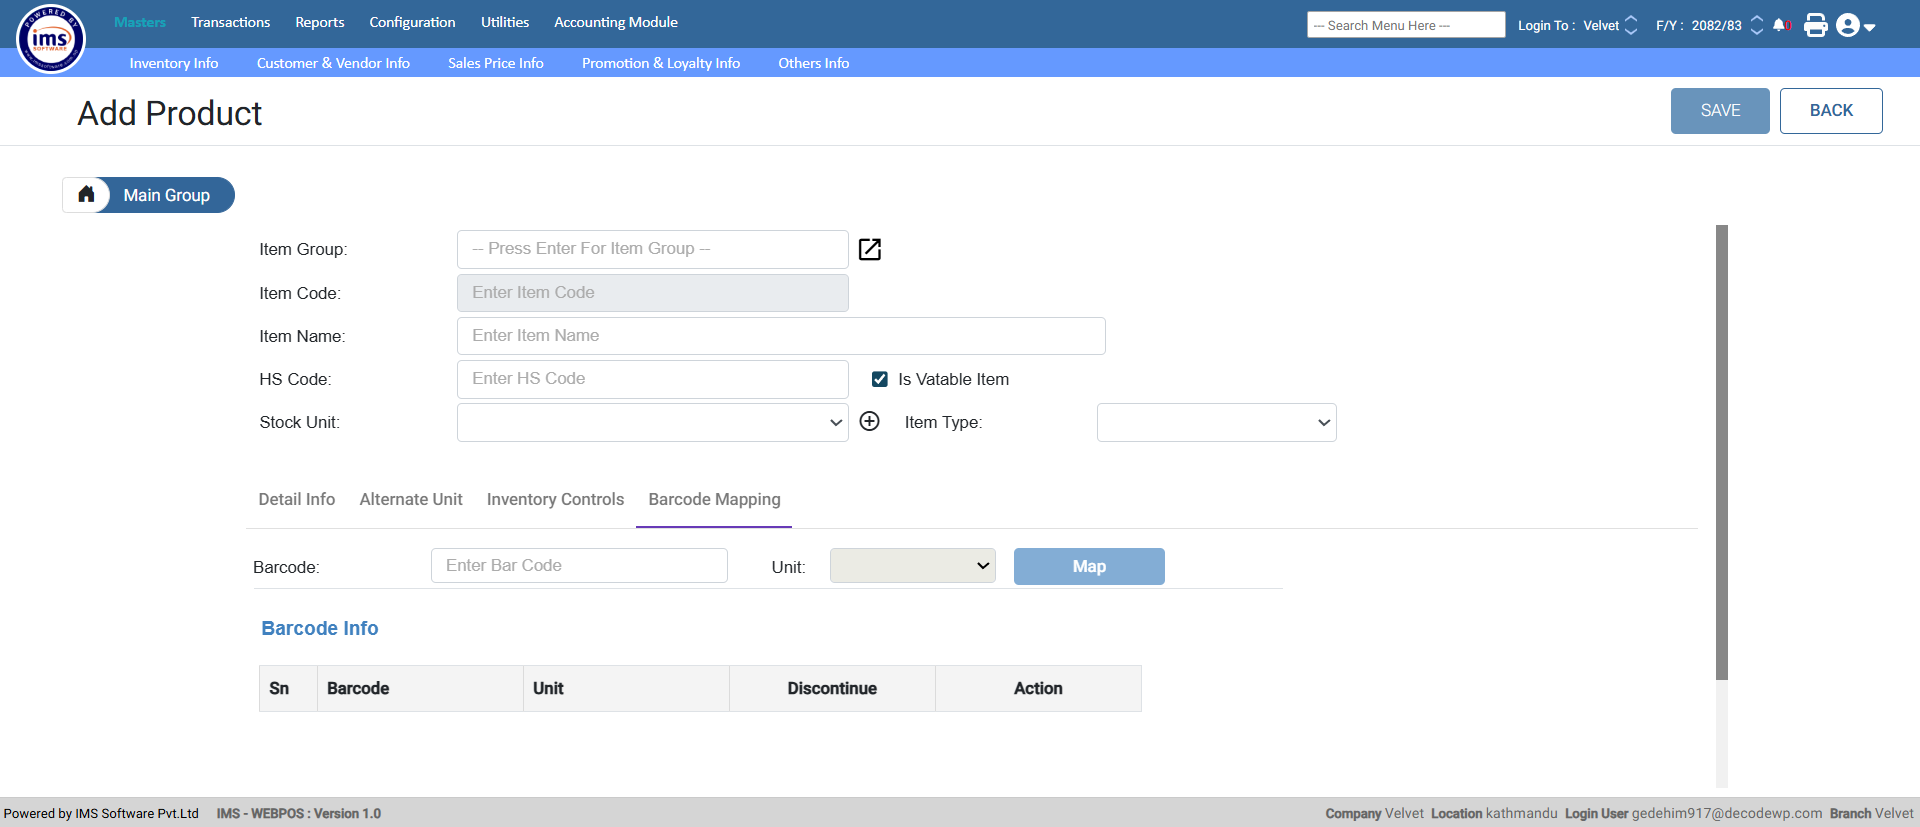 POWERED BY
ims
SOFTWARE
Masters Transactions Reports Configuration Utilities Accounting Module
--- Search Menu Here --- Login To : Velvet F/Y : 2082/83 0
Inventory Info Customer & Vendor Info Sales Price Info Promotion & Loyalty Info Others Info
Add Product
SAVE BACK
Main Group
Item Group: -- Press Enter For Item Group --
Item Code: Enter Item Code
Item Name: Enter Item Name
HS Code: Enter HS Code Is Vatable Item
Stock Unit: Item Type:
Detail Info Alternate Unit Inventory Controls Barcode Mapping
Barcode: Enter Bar Code Unit: Map
Barcode Info
Sn Barcode Unit Discontinue Action
Powered by IMS Software Pvt.Ltd IMS - WEBPOS : Version 1.0 Company Velvet Location kathmandu Login User gedehim917@decodewp.com Branch Velvet